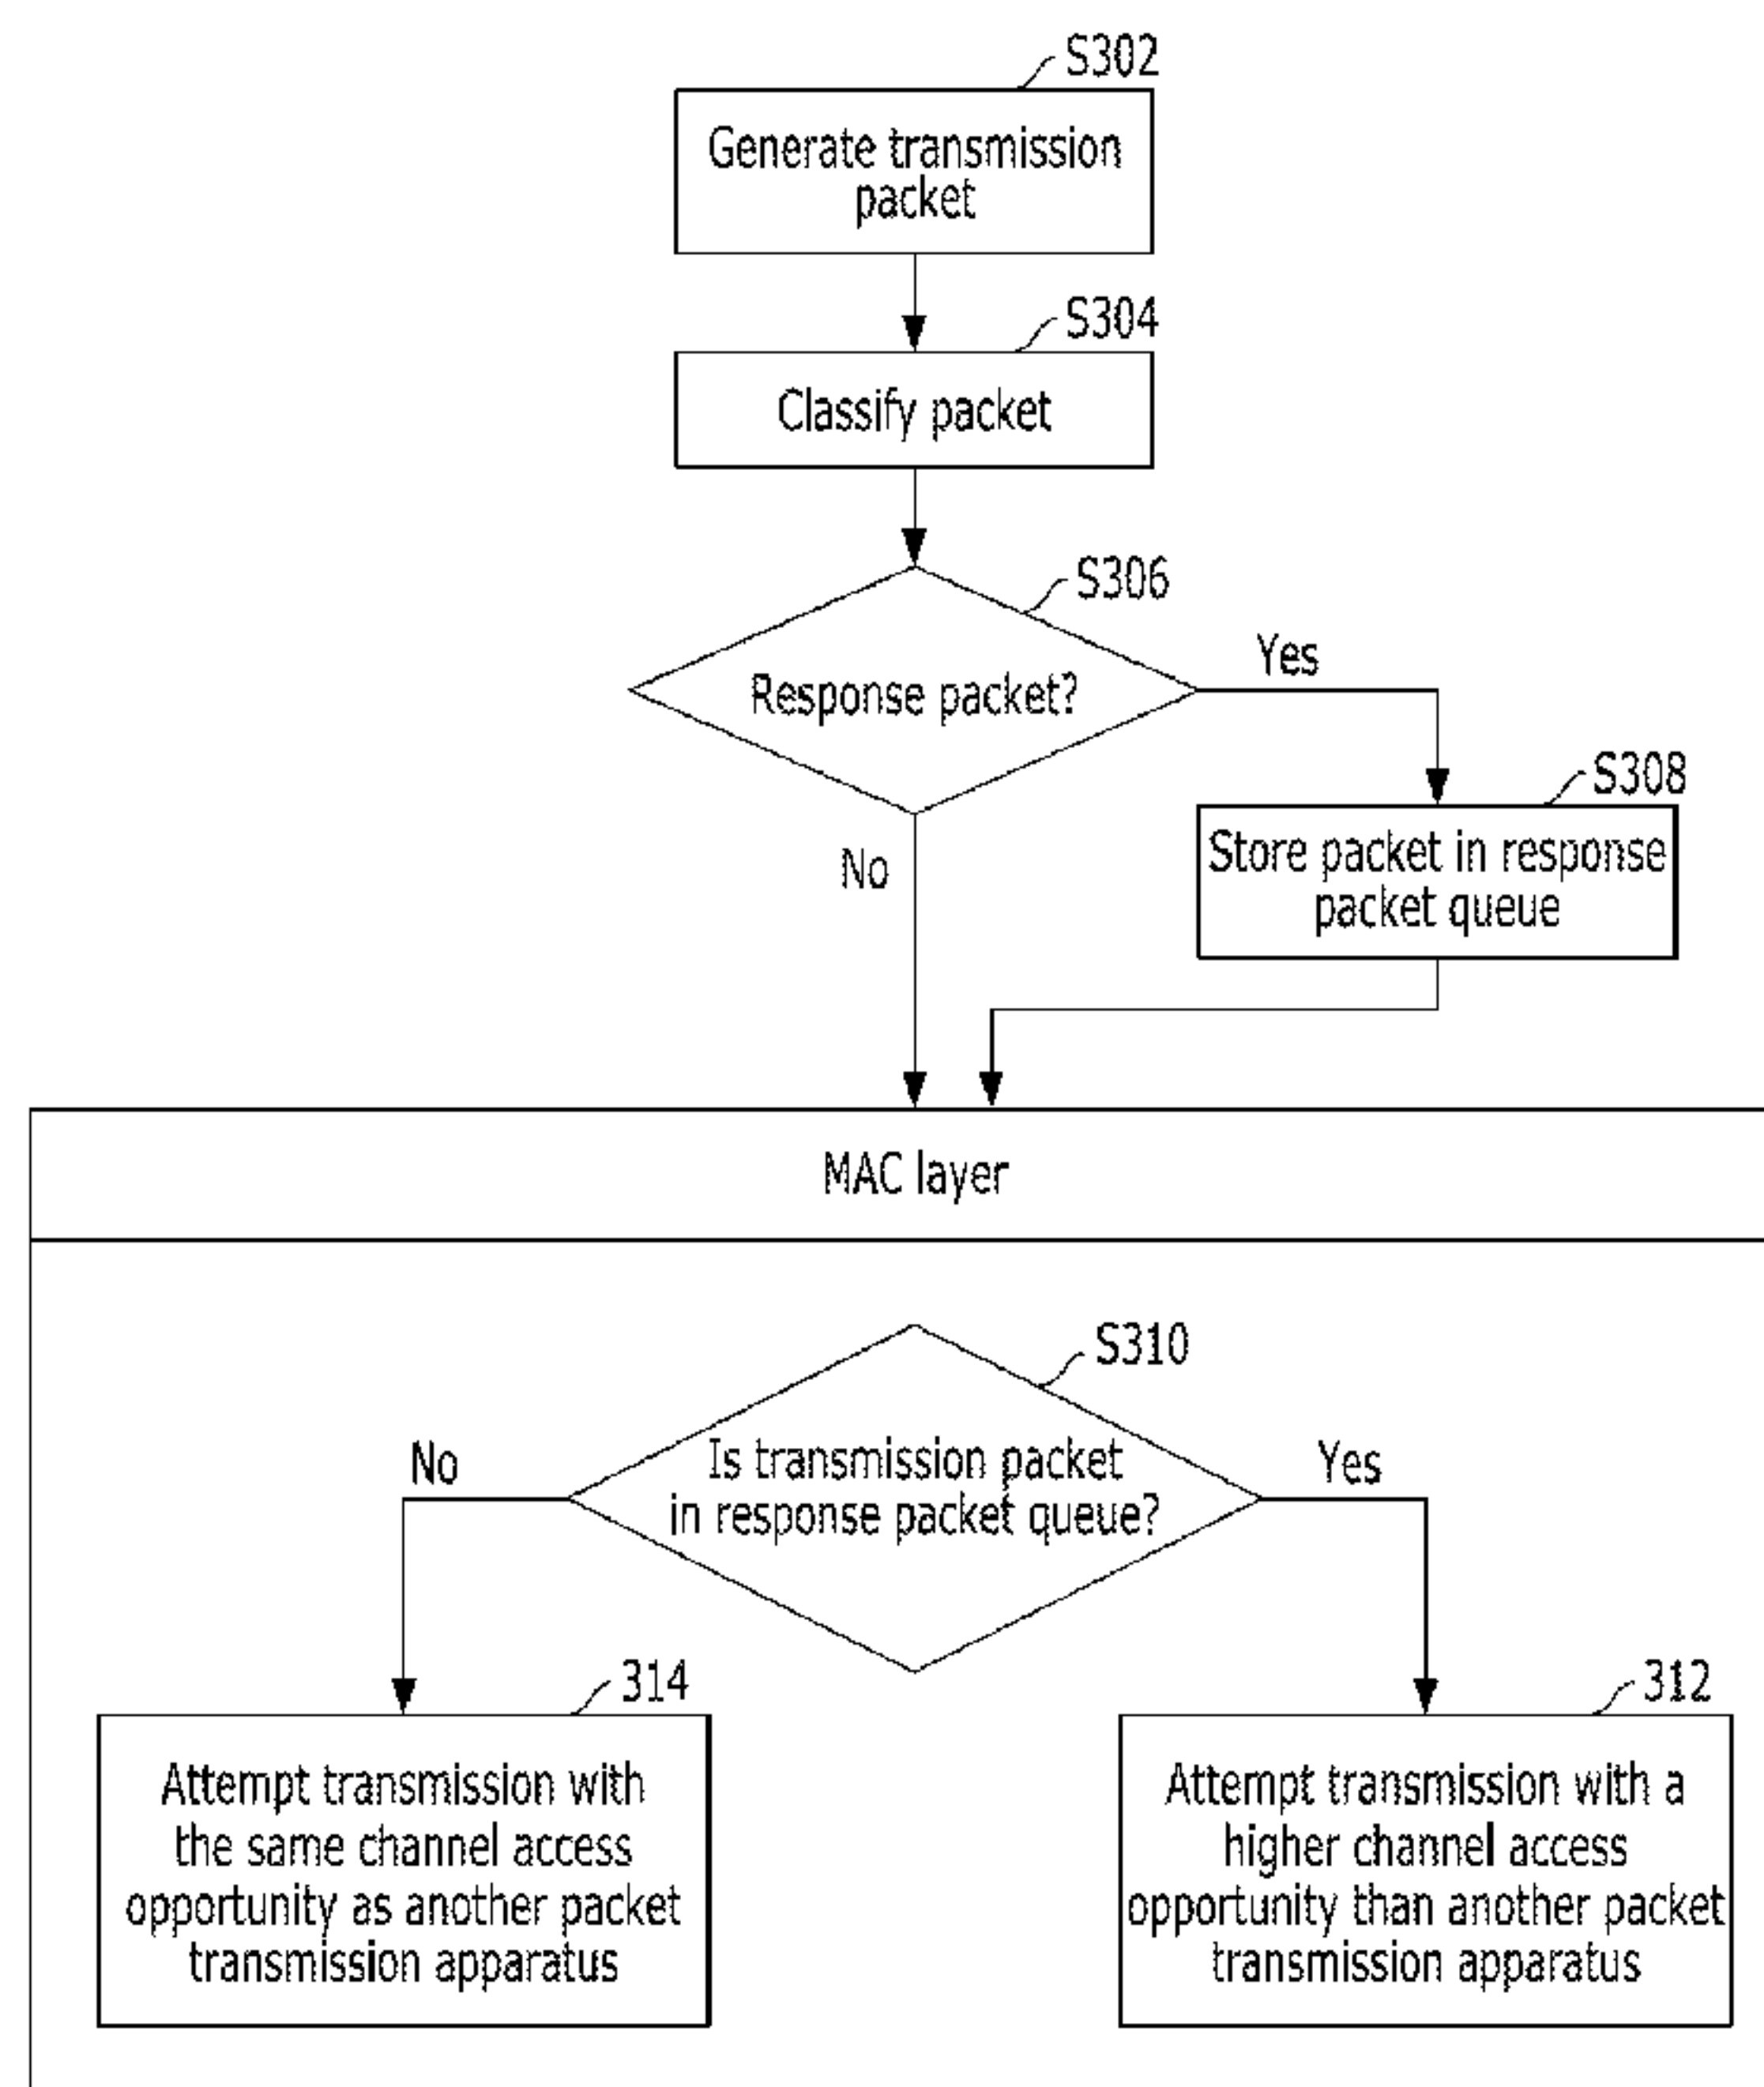 S302
Generate transmission
packet
S304
Classify packet
S306
Response packet?
Yes
No
S308
Store packet in response
packet queue
MAC layer
S310
Is transmission packet
in response packet queue?
No
Yes
314
Attempt transmission with
the same channel access
opportunity as another packet
transmission apparatus
312
Attempt transmission with a
higher channel access
opportunity than another packet
transmission apparatus